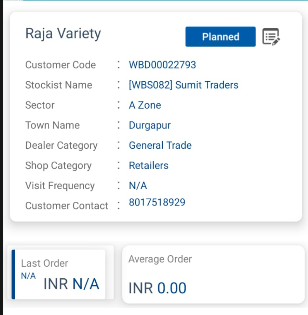 Raja Variety
Planned
Customer Code : WBD00022793
Stockist Name : [WBS082] Sumit Traders
Sector : A Zone
Town Name : Durgapur
Dealer Category : General Trade
Shop Category : Retailers
Visit Frequency : N/A
Customer Contact : 8017518929
Last Order
N/A
INR N/A
Average Order
INR 0.00